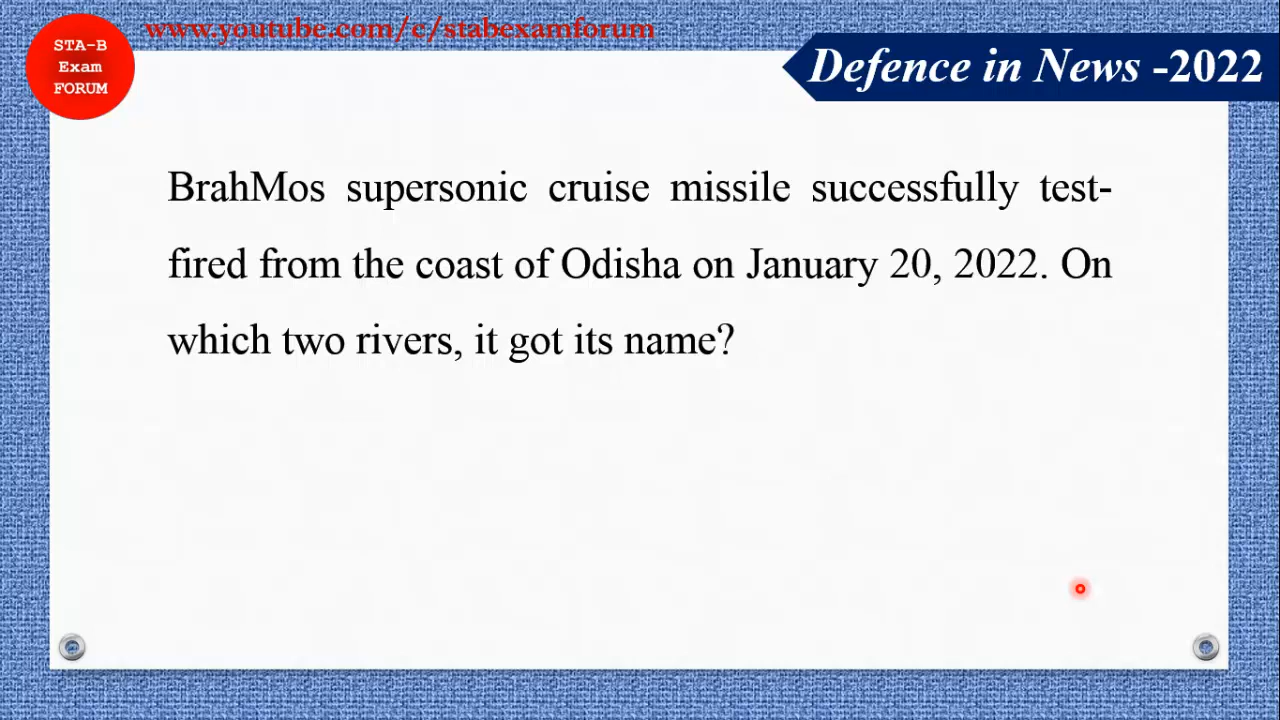 www.youtube.com/c/stabexamforum
STA-B
Exam
FORUM
Defence in News -2022
BrahMos supersonic cruise missile successfully test-
fired from the coast of Odisha on January 20, 2022. On
which two rivers, it got its name?